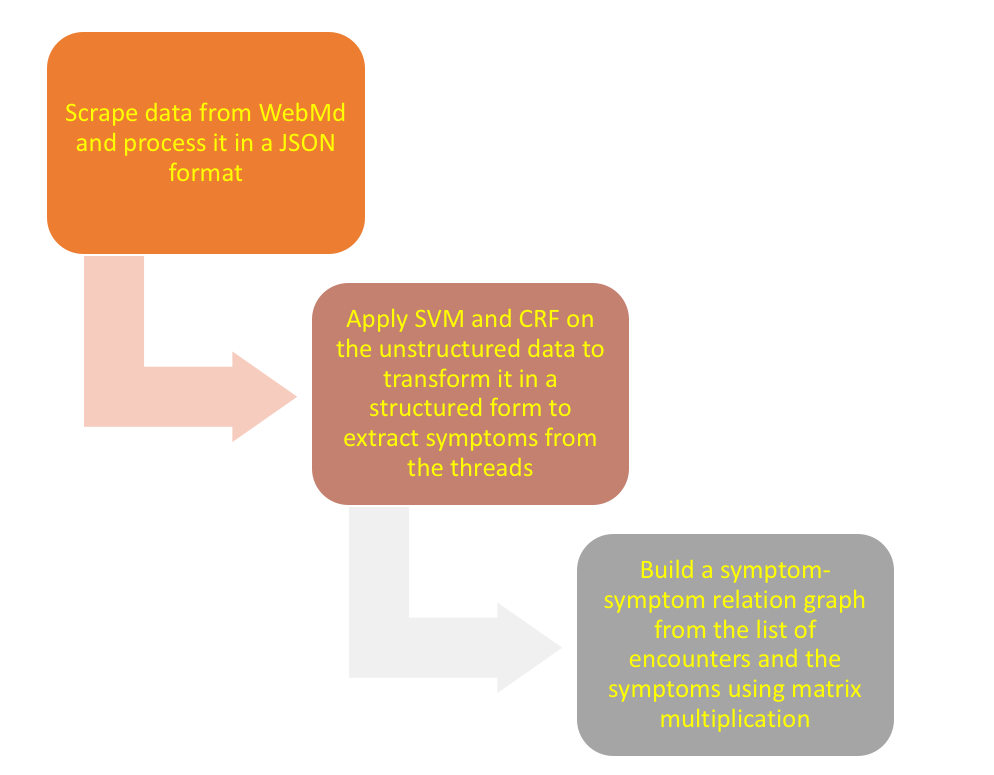 Scrape data from WebMd
and process it in a JSON
format
Apply SVM and CRF on
the unstructured data to
transform it in a
structured form to
extract symptoms from
the threads
Build a symptom-
symptom relation graph
from the list of
encounters and the
symptoms using matrix
multiplication